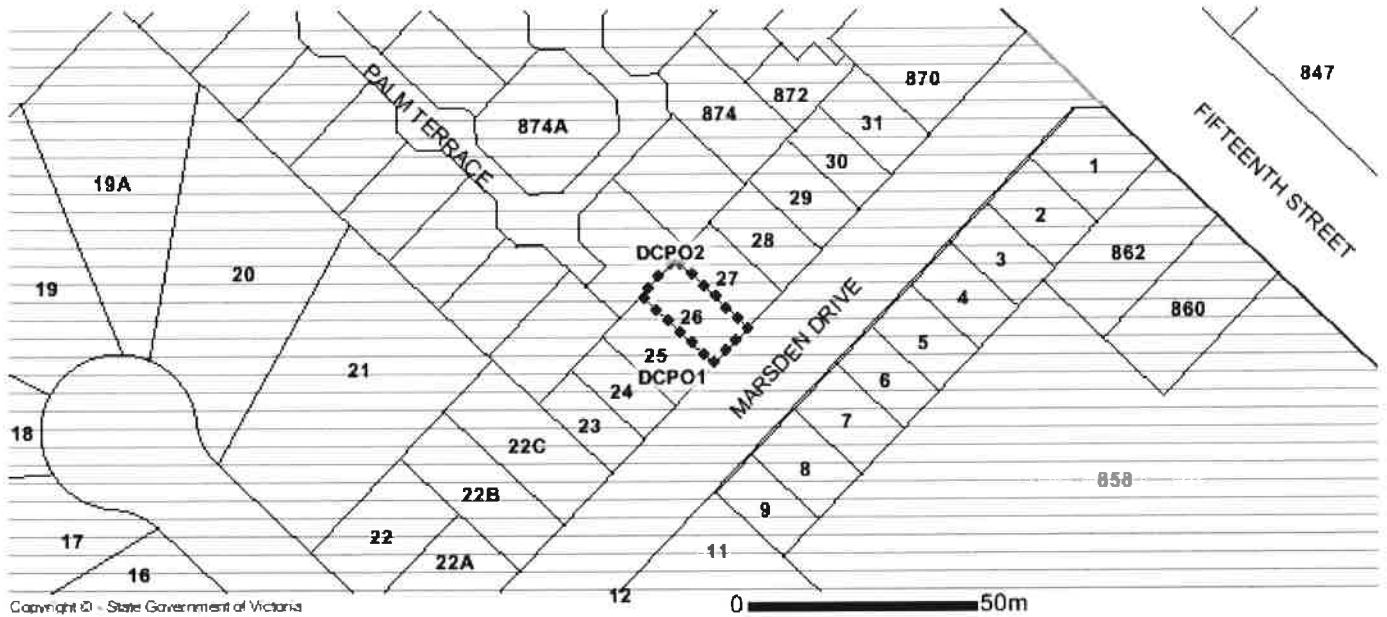 847
870
872
874
874A
PALM TERRACE
31
30
29
28
27
FIFTEENTH STREET
1
2
3
4
5
6
7
8
9
11
12
862
860
858
19A
19
20
21
DCPO2
26
25
DCPO1
24
23
22C
22B
22
22A
MARSDEN DRIVE
18
17
16
Copyright © - State Government of Victoria
0 50m